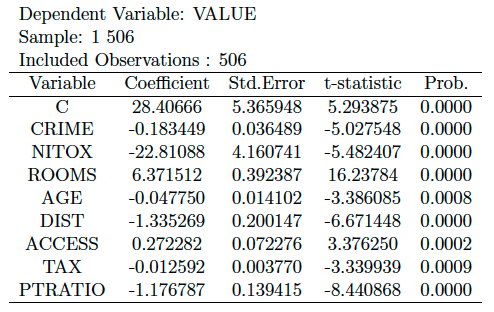 Dependent Variable: VALUE
Sample: 1 506
Included Observations : 506
Variable Coefficient Std.Error t-statistic Prob.
C 28.40666 5.365948 5.293875 0.0000
CRIME -0.183449 0.036489 -5.027548 0.0000
NITOX -22.81088 4.160741 -5.482407 0.0000
ROOMS 6.371512 0.392387 16.23784 0.0000
AGE -0.047750 0.014102 -3.386085 0.0008
DIST -1.335269 0.200147 -6.671448 0.0000
ACCESS 0.272282 0.072276 3.376250 0.0002
TAX -0.012592 0.003770 -3.339939 0.0009
PTRATIO -1.176787 0.139415 -8.440868 0.0000